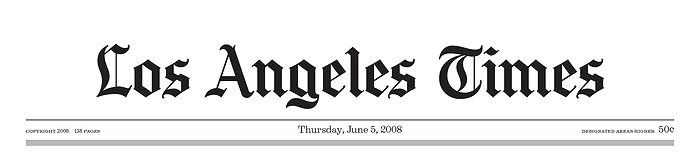 Los Angeles Times
COPYRIGHT 2008 138 PAGES Thursday, June 5, 2008 DESIGNATED AREAS HIGHER 50¢